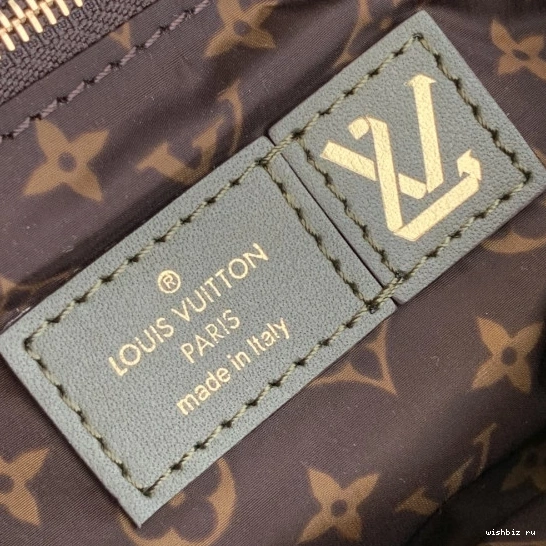 ®
LOUIS VUITTON
PARIS
made in Italy
LV
wishbiz ru